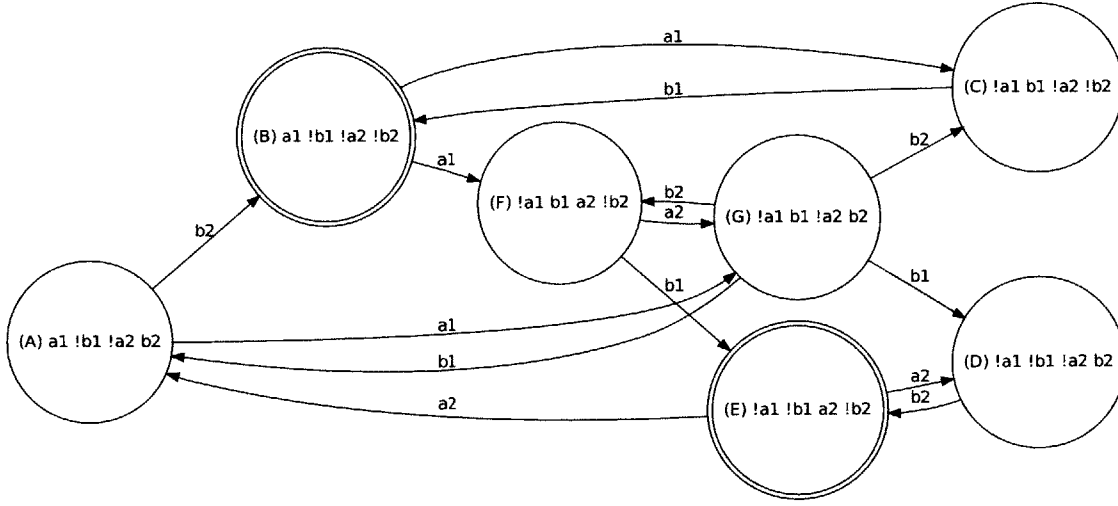 a1
(C) !a1 b1 !a2 !b2
b1
(B) a1 !b1 !a2 !b2
a1
b2
(F) !a1 b1 a2 !b2
b2
a2
(G) !a1 b1 !a2 b2
b2
b1
b1
a1
(A) a1 !b1 !a2 b2
b1
(D) !a1 !b1 !a2 b2
a2
b2
a2
(E) !a1 !b1 a2 !b2